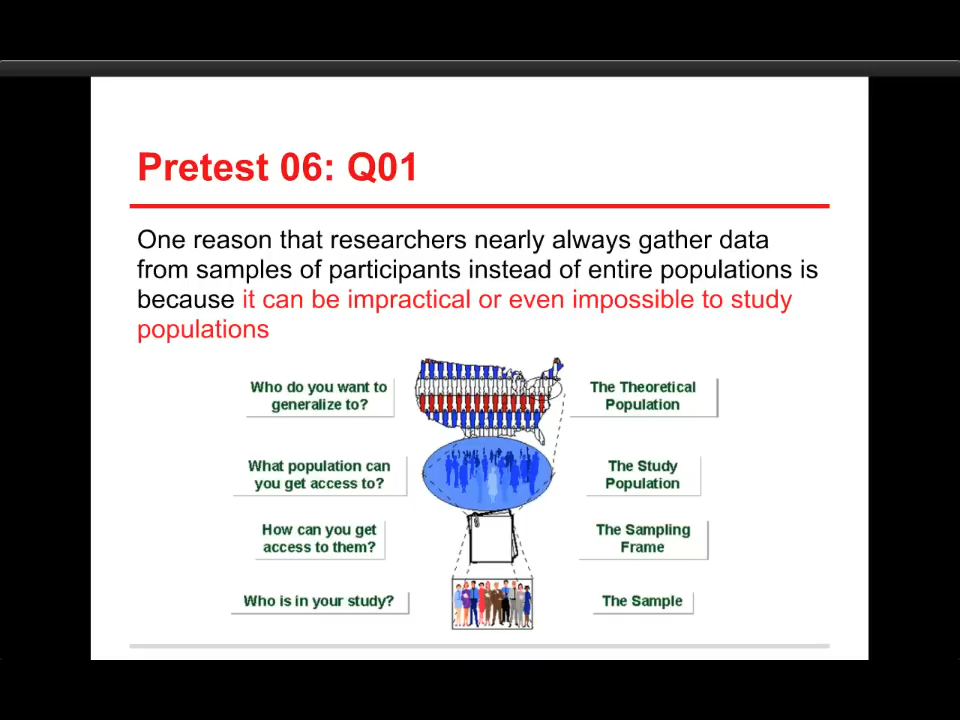 Pretest 06: Q01
One reason that researchers nearly always gather data
from samples of participants instead of entire populations is
because it can be impractical or even impossible to study
populations
Who do you want to
generalize to?
The Theoretical
Population
What population can
you get access to?
The Study
Population
How can you get
access to them?
The Sampling
Frame
Who is in your study?
The Sample